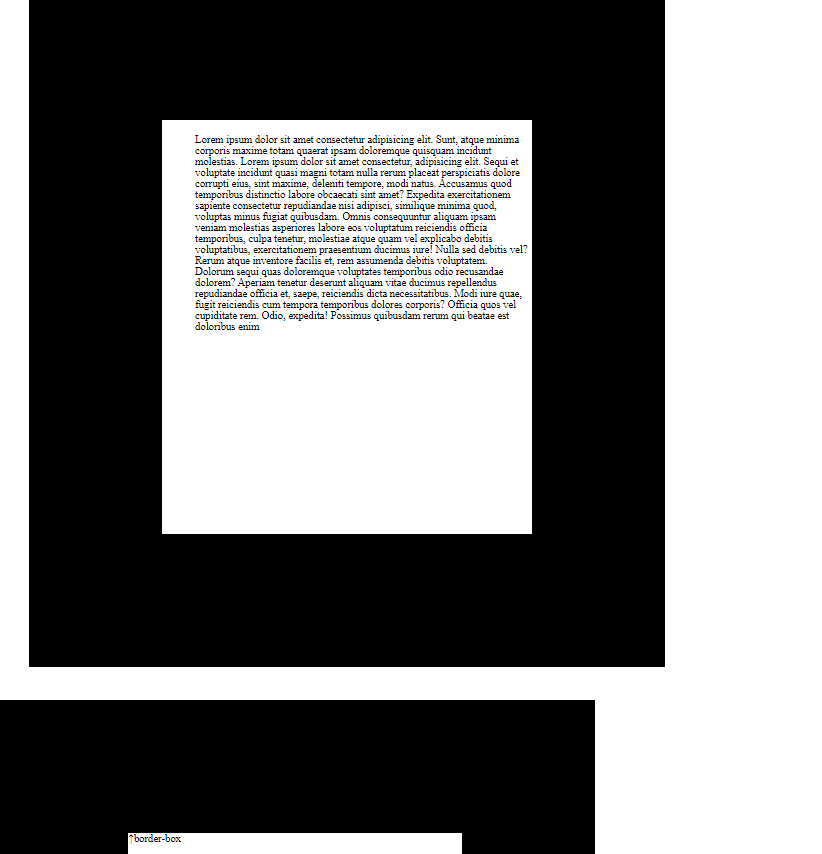 Lorem ipsum dolor sit amet consectetur adipisicing elit. Sunt, atque minima
corporis maxime totam quaerat ipsam doloremque quisquam incidunt
molestias. Lorem ipsum dolor sit amet consectetur, adipisicing elit. Sequi et
voluptate incidunt quasi magni totam nulla rerum placeat perspiciatis dolore
corrupti eius, sint maxime, deleniti tempore, modi natus. Accusamus quod
temporibus distinctio labore obcaecati sint amet? Expedita exercitationem
sapiente consectetur repudiandae nisi adipisci, similique minima quod,
voluptas minus fugiat quibusdam. Omnis consequuntur aliquam ipsam
veniam molestias asperiores labore eos voluptatum reiciendis officia
temporibus, culpa tenetur, molestiae atque quam vel explicabo debitis
voluptatibus, exercitationem praesentium ducimus iure! Nulla sed debitis vel?
Rerum atque inventore facilis et, rem assumenda debitis voluptatem.
Dolorum sequi quas doloremque voluptates temporibus odio recusandae
dolorem? Aperiam tenetur deserunt aliquam vitae ducimus repellendus
repudiandae officia et, saepe, reiciendis dicta necessitatibus. Modi iure quae,
fugit reiciendis cum tempora temporibus dolores corporis? Officia quos vel
cupiditate rem. Odio, expedita! Possimus quibusdam rerum qui beatae est
doloribus enim
↑border-box